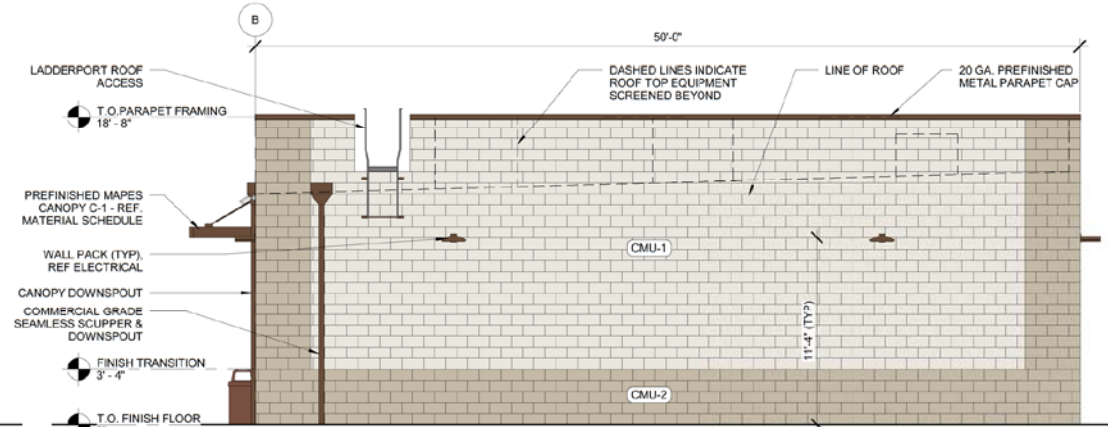 B
50'-0"
LADDERPORT ROOF
ACCESS
DASHED LINES INDICATE
ROOF TOP EQUIPMENT
SCREENED BEYOND
LINE OF ROOF
20 GA. PREFINISHED
METAL PARAPET CAP
T.O.PARAPET FRAMING
18' - 8"
PREFINISHED MAPES
CANOPY C-1 - REF.
MATERIAL SCHEDULE
WALL PACK (TYP),
REF ELECTRICAL
CMU-1
CANOPY DOWNSPOUT
COMMERCIAL GRADE
SEAMLESS SCUPPER &
DOWNSPOUT
11'-4" (TYP)
FINISH TRANSITION
3' - 4"
CMU-2
T.O. FINISH FLOOR